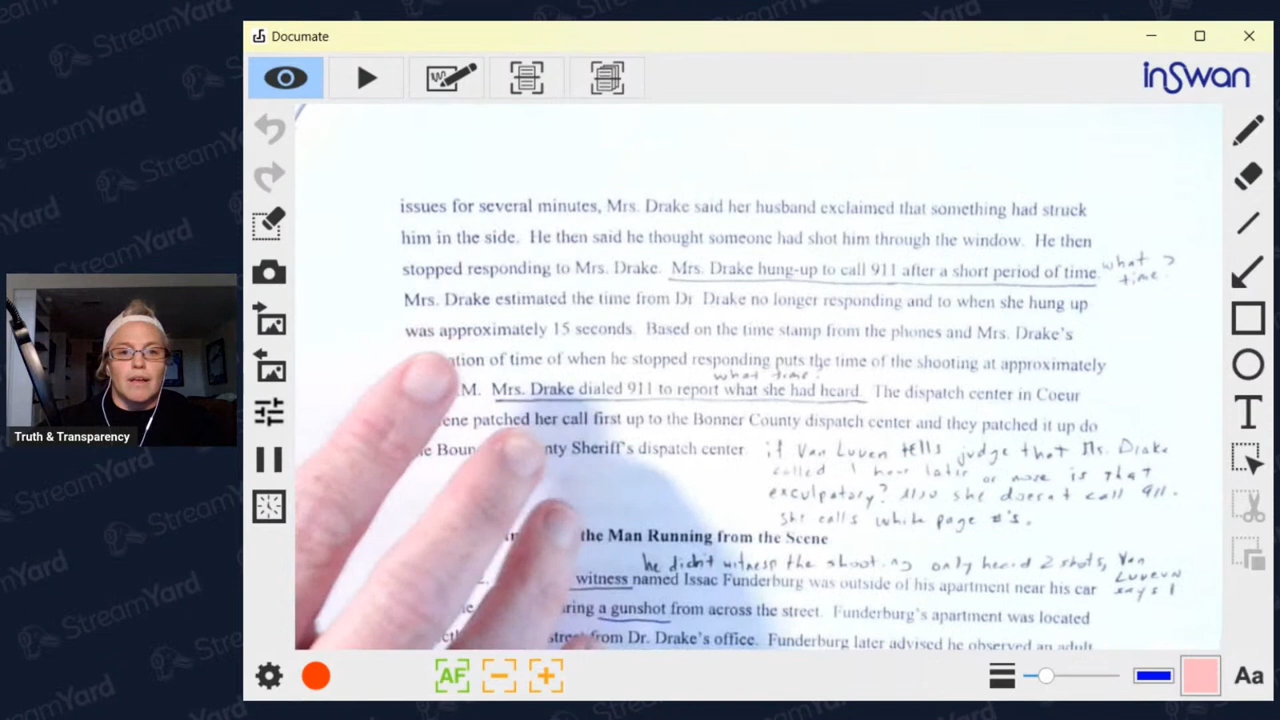 Documate
inSwan
issues for several minutes, Mrs. Drake said her husband exclaimed that something had struck
him in the side. He then said he thought someone had shot him through the window. He then
stopped responding to Mrs. Drake. Mrs. Drake hung-up to call 911 after a short period of time. what time?
Mrs. Drake estimated the time from Dr Drake no longer responding and to when she hung up
was approximately 15 seconds. Based on the time stamp from the phones and Mrs. Drake's
ation of time of when he stopped responding puts the time of the shooting at approximately
what time?
M. Mrs. Drake dialed 911 to report what she had heard. The dispatch center in Coeur
ene patched her call first up to the Bonner County dispatch center and they patched it up do
e Boun nty Sheriff's dispatch center
if Van Luven tells judge that Ms. Drake
called 1 hour later or more is that
exculpatory? Also she doesn't call 911.
She calls white page #'s.
the Man Running from the Scene
he didn't witness the shooting only heard 2 shots, Van
Luven
says 1
witness named Issac Funderburg was outside of his apartment near his car
ring a gunshot from across the street. Funderburg's apartment was located
street from Dr. Drake's office. Funderburg later advised he observed an adult
Truth & Transparency
StreamYard
AF
T
Aa